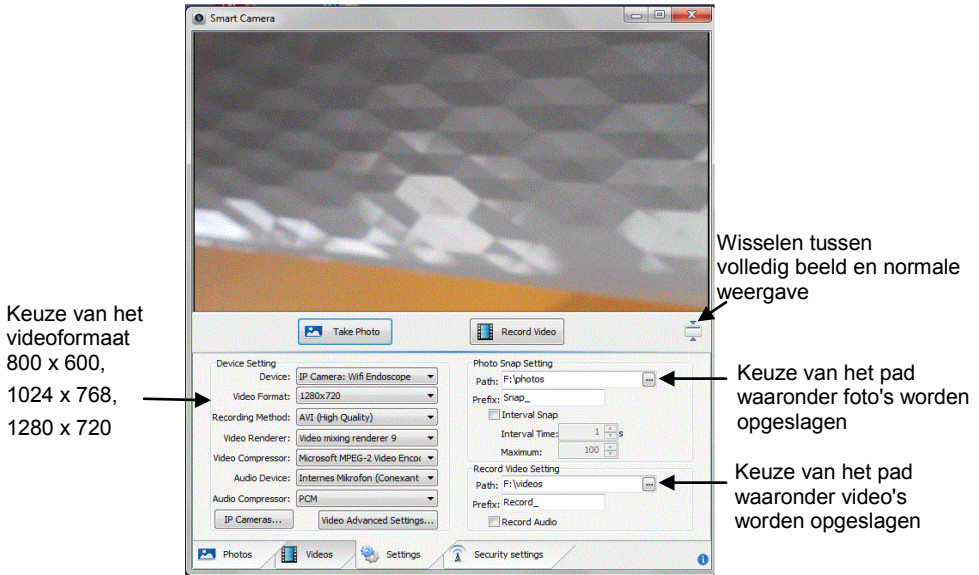 Smart Camera
Wisselen tussen
volledig beeld en normale
weergave
Keuze van het
videoformaat
800 x 600,
1024 x 768,
1280 x 720
Take Photo
Record Video
Device Setting
Device: IP Camera: Wifi Endoscope
Video Format: 1280x720
Recording Method: AVI (High Quality)
Video Renderer: Video mixing renderer 9
Video Compressor: Microsoft MPEG-2 Video Encoc
Audio Device: Internes Mikrofon (Conexant
Audio Compressor: PCM
IP Cameras... Video Advanced Settings...
Photo Snap Setting
Path: F:\photos ...
Prefix: Snap_
Interval Snap
Interval Time: 1 s
Maximum: 100
Record Video Setting
Path: F:\videos ...
Prefix: Record_
Record Audio
Keuze van het pad
waaronder foto's worden
opgeslagen
Keuze van het pad
waaronder video's
worden opgeslagen
Photos Videos Settings Security settings